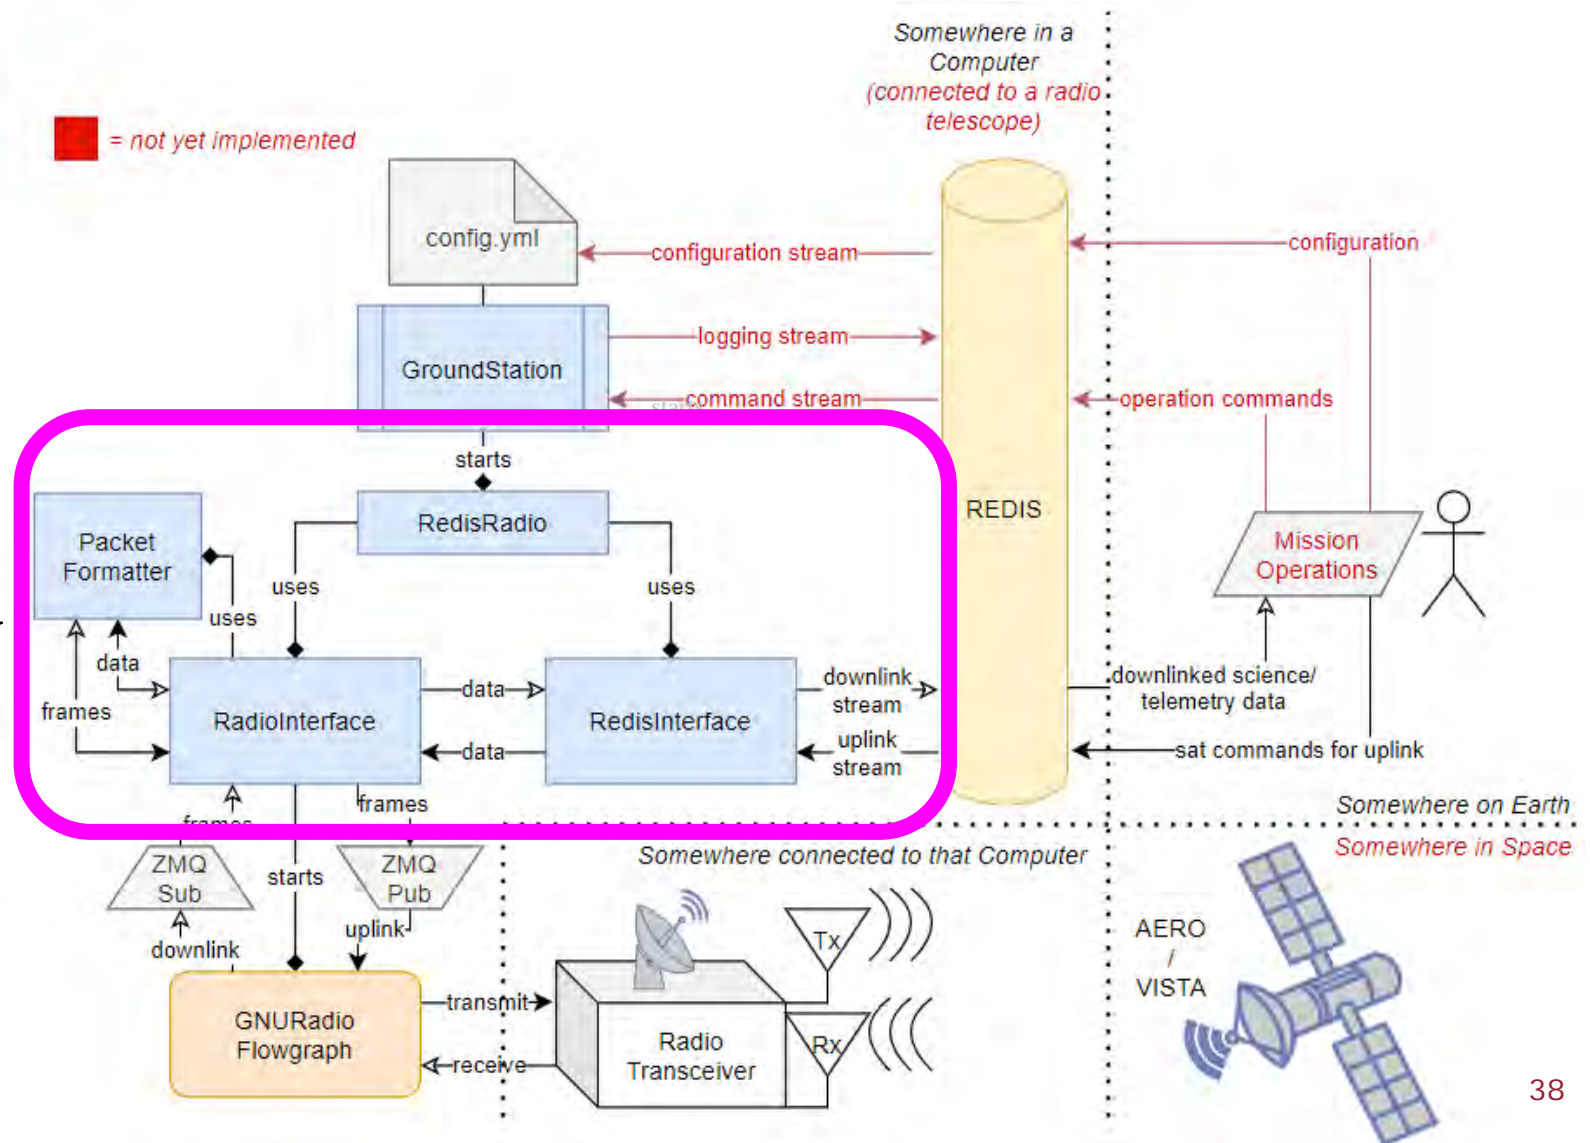 Somewhere in a
Computer
(connected to a radio
telescope)
= not yet implemented
config.yml
configuration stream
configuration
logging stream
GroundStation
command stream
starts
operation commands
starts
RedisRadio
REDIS
Packet
Formatter
Mission
Operations
uses
uses
uses
data
frames
RadioInterface
data
data
RedisInterface
downlink
stream
uplink
stream
downlinked science/
telemetry data
sat commands for uplink
frames
frames
Somewhere on Earth
Somewhere in Space
Somewhere connected to that Computer
ZMQ
Sub
starts
ZMQ
Pub
downlink
uplink
Tx
AERO
/
VISTA
GNURadio
Flowgraph
transmit
receive
Radio
Transceiver
Rx
38